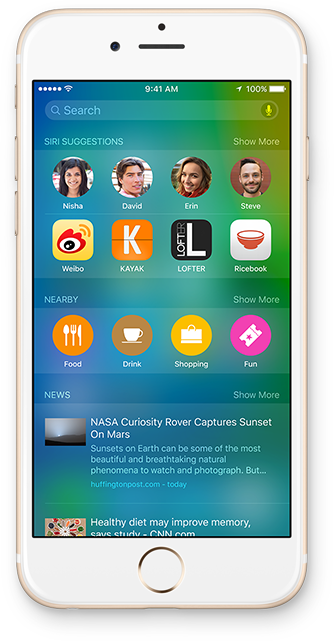 9:41 AM 100%
Search
SIRI SUGGESTIONS Show More
Nisha David Erin Steve
K LOFTER L
Weibo KAYAK LOFTER Ricebook
NEARBY Show More
Food Drink Shopping Fun
NEWS Show More
NASA Curiosity Rover Captures Sunset
On Mars
Sunsets on Earth can be some of the most
beautiful and breathtaking natural
phenomena to watch and photograph. But...
huffingtonpost.com - today
Healthy diet may improve memory,
says study - CNN.com